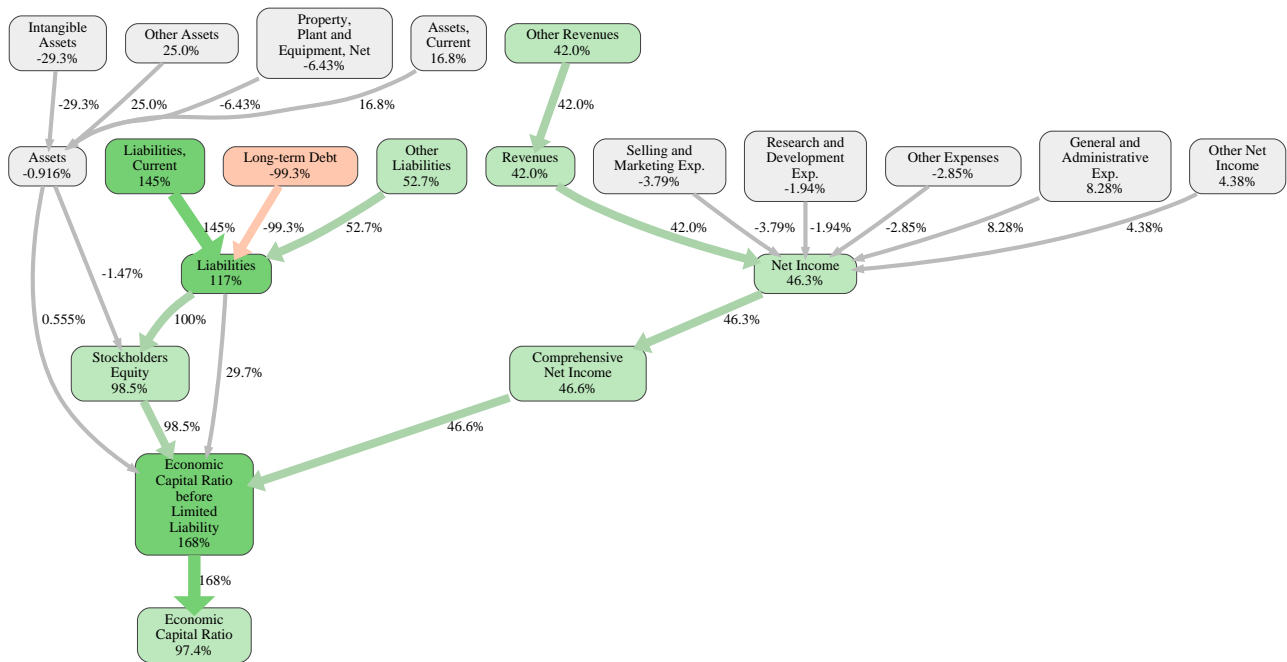 Intangible
Assets
-29.3%
Other Assets
25.0%
Property,
Plant and
Equipment, Net
-6.43%
Assets,
Current
16.8%
Other Revenues
42.0%
-29.3%
25.0%
-6.43%
16.8%
42.0%
Assets
-0.916%
Liabilities,
Current
145%
Long-term Debt
-99.3%
Other
Liabilities
52.7%
Revenues
42.0%
Selling and
Marketing Exp.
-3.79%
Research and
Development
Exp.
-1.94%
Other Expenses
-2.85%
General and
Administrative
Exp.
8.28%
Other Net
Income
4.38%
145%
-99.3%
52.7%
42.0%
-3.79%
-1.94%
-2.85%
8.28%
4.38%
-1.47%
Liabilities
117%
Net Income
46.3%
0.555%
100%
46.3%
Stockholders
Equity
98.5%
29.7%
Comprehensive
Net Income
46.6%
98.5%
46.6%
Economic
Capital Ratio
before
Limited
Liability
168%
168%
Economic
Capital Ratio
97.4%